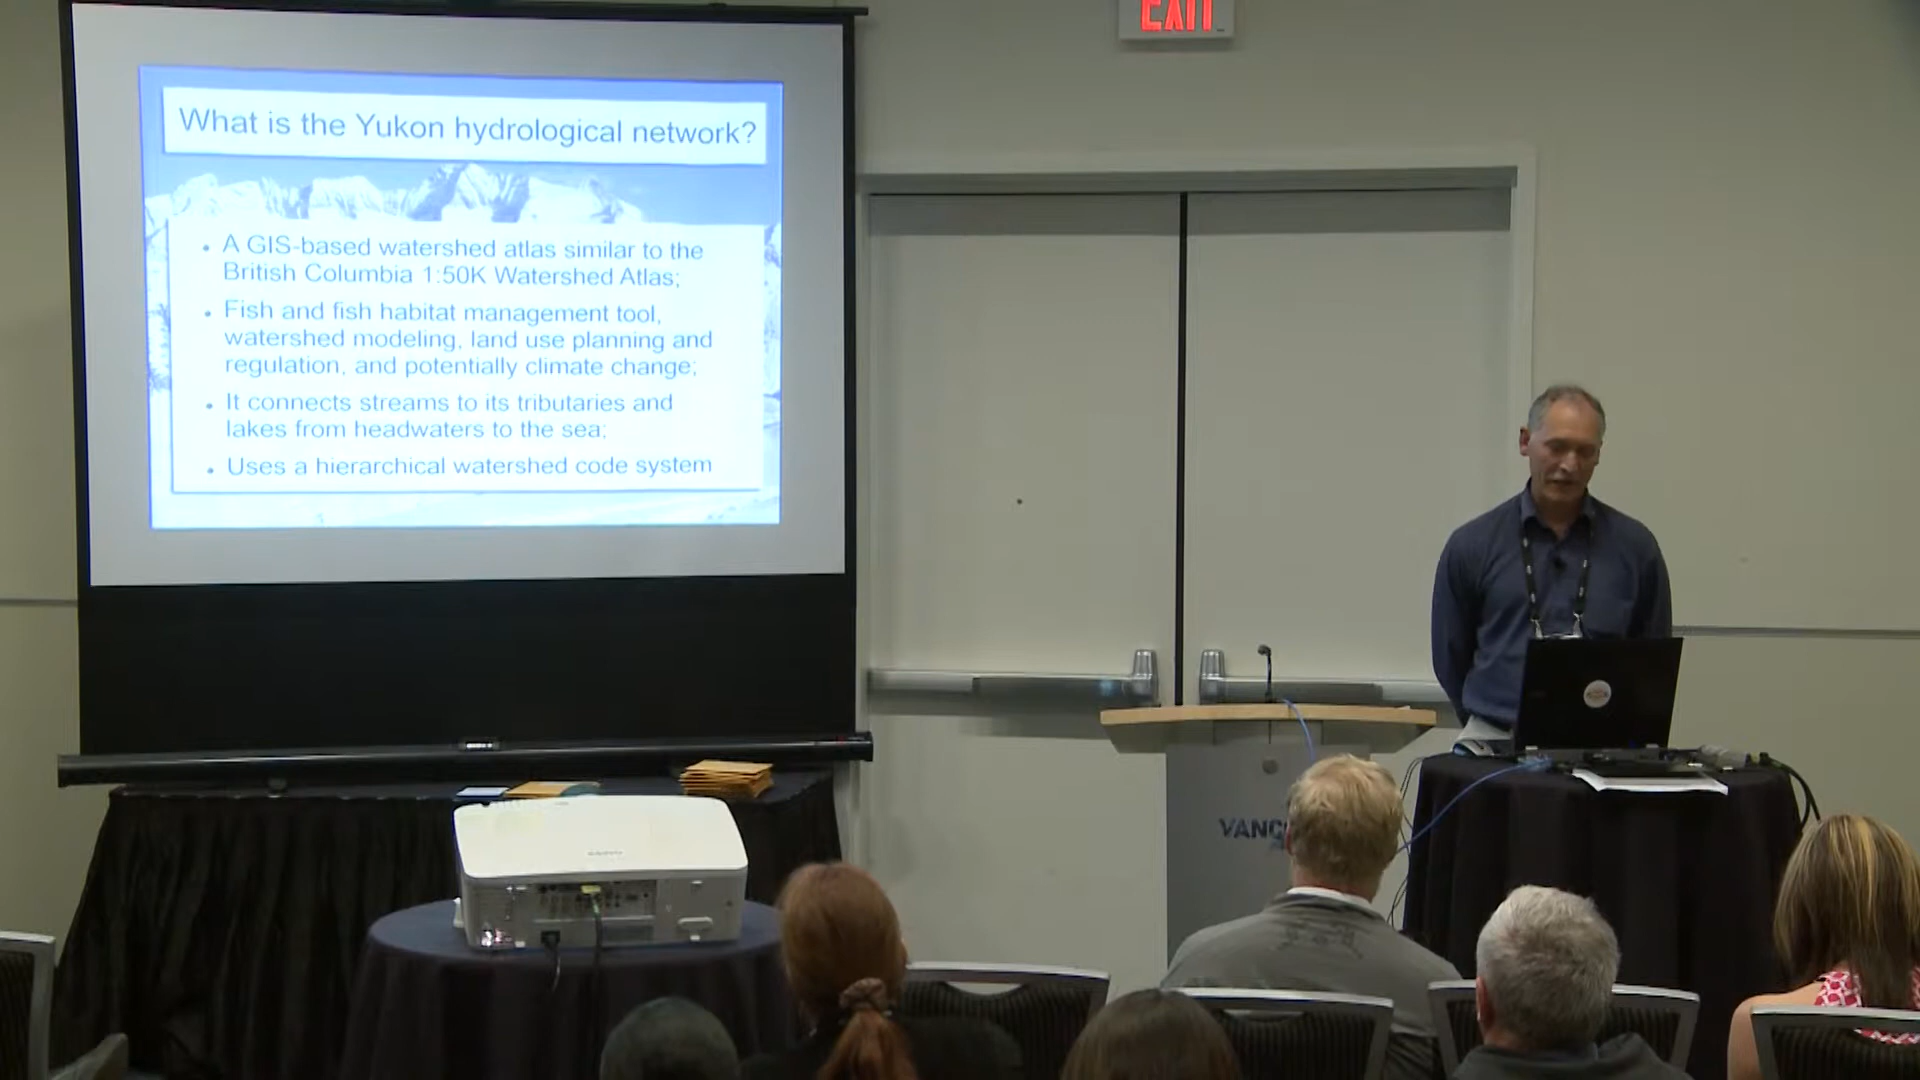 EXIT
What is the Yukon hydrological network?
• A GIS-based watershed atlas similar to the
British Columbia 1:50K Watershed Atlas;
• Fish and fish habitat management tool,
watershed modeling, land use planning and
regulation, and potentially climate change;
• It connects streams to its tributaries and
lakes from headwaters to the sea;
• Uses a hierarchical watershed code system
VANC